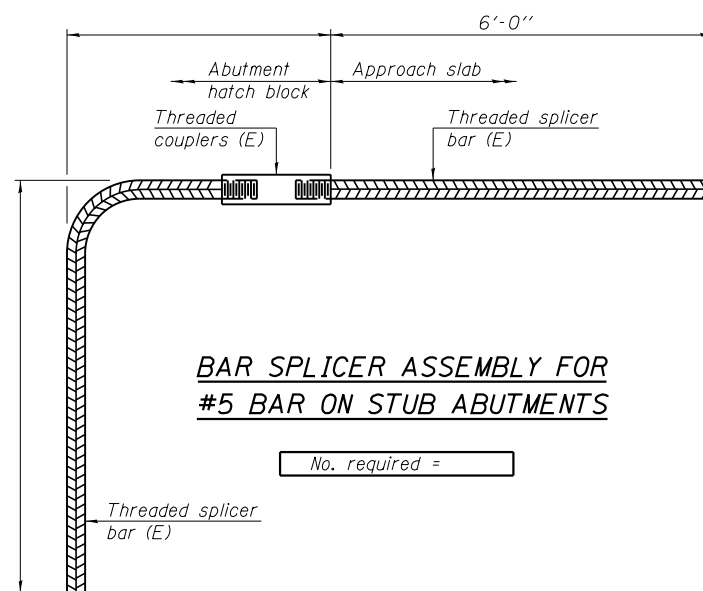 6'-0"
Abutment
hatch block
Approach slab
Threaded
couplers (E)
Threaded splicer
bar (E)
BAR SPLICER ASSEMBLY FOR
#5 BAR ON STUB ABUTMENTS
No. required =
Threaded splicer
bar (E)